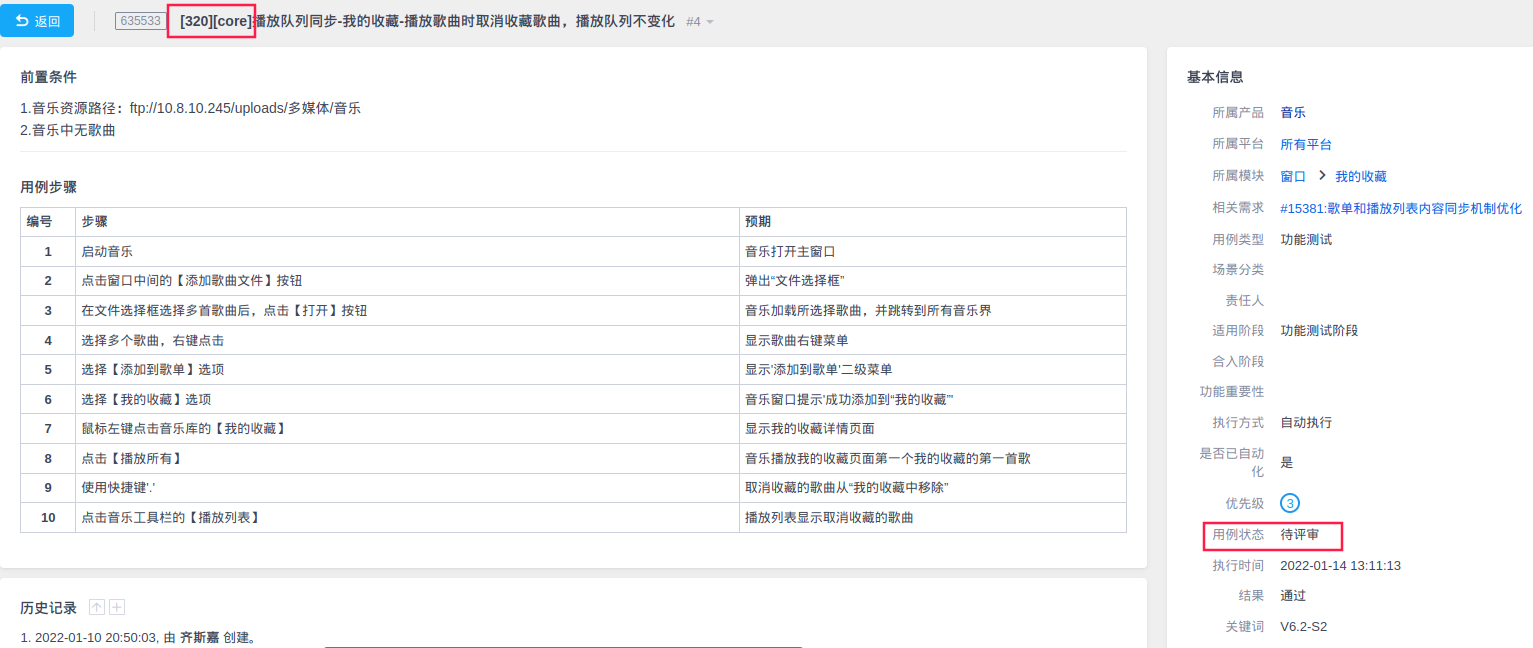 返回 635533 [320][core]播放队列同步-我的收藏-播放歌曲时取消收藏歌曲，播放队列不变化 #4
前置条件
1.音乐资源路径：ftp://10.8.10.245/uploads/多媒体/音乐
2.音乐中无歌曲
用例步骤
编号 步骤 预期
1 启动音乐 音乐打开主窗口
2 点击窗口中间的【添加歌曲文件】按钮 弹出“文件选择框”
3 在文件选择框选择多首歌曲后，点击【打开】按钮 音乐加载所选择歌曲，并跳转到所有音乐界
4 选择多个歌曲，右键点击 显示歌曲右键菜单
5 选择【添加到歌单】选项 显示'添加到歌单'二级菜单
6 选择【我的收藏】选项 音乐窗口提示'成功添加到“我的收藏”'
7 鼠标左键点击音乐库的【我的收藏】 显示我的收藏详情页面
8 点击【播放所有】 音乐播放我的收藏页面第一个我的收藏的第一首歌
9 使用快捷键'.' 取消收藏的歌曲从“我的收藏中移除”
10 点击音乐工具栏的【播放列表】 播放列表显示取消收藏的歌曲
历史记录
1. 2022-01-10 20:50:03, 由 齐斯嘉 创建。
基本信息
所属产品 音乐
所属平台 所有平台
所属模块 窗口 > 我的收藏
相关需求 #15381:歌单和播放列表内容同步机制优化
用例类型 功能测试
场景分类
责任人
适用阶段 功能测试阶段
合入阶段
功能重要性
执行方式 自动执行
是否已自动
化 是
优先级 3
用例状态 待评审
执行时间 2022-01-14 13:11:13
结果 通过
关键词 V6.2-S2